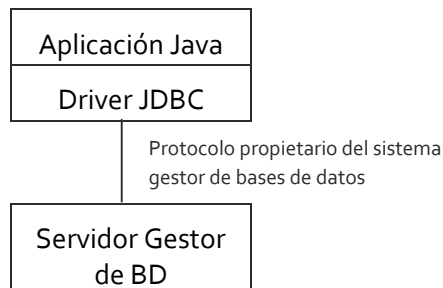 Aplicación Java
Driver JDBC
Protocolo propietario del sistema
gestor de bases de datos
Servidor Gestor
de BD